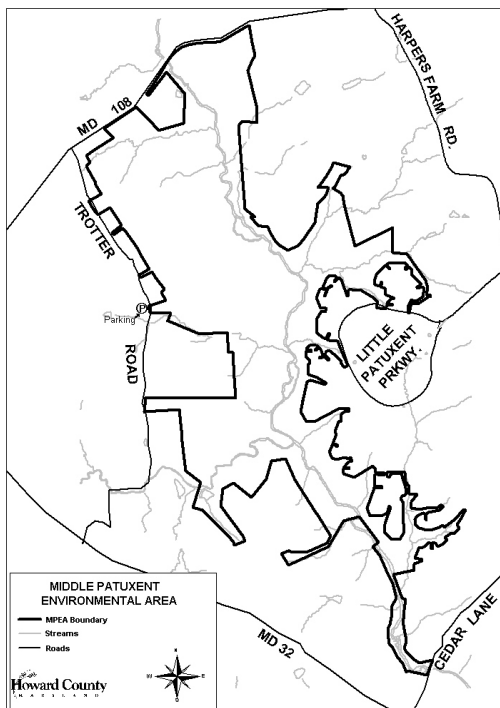 HARPERS FARM RD.
MD 108
TROTTER
P
Parking
ROAD
LITTLE
PATUXENT
PRKWY.
MIDDLE PATUXENT
ENVIRONMENTAL AREA
MPEA Boundary
Streams
Roads
Howard County
MARYLAND
N
W
E
S
MD 32
CEDAR LANE